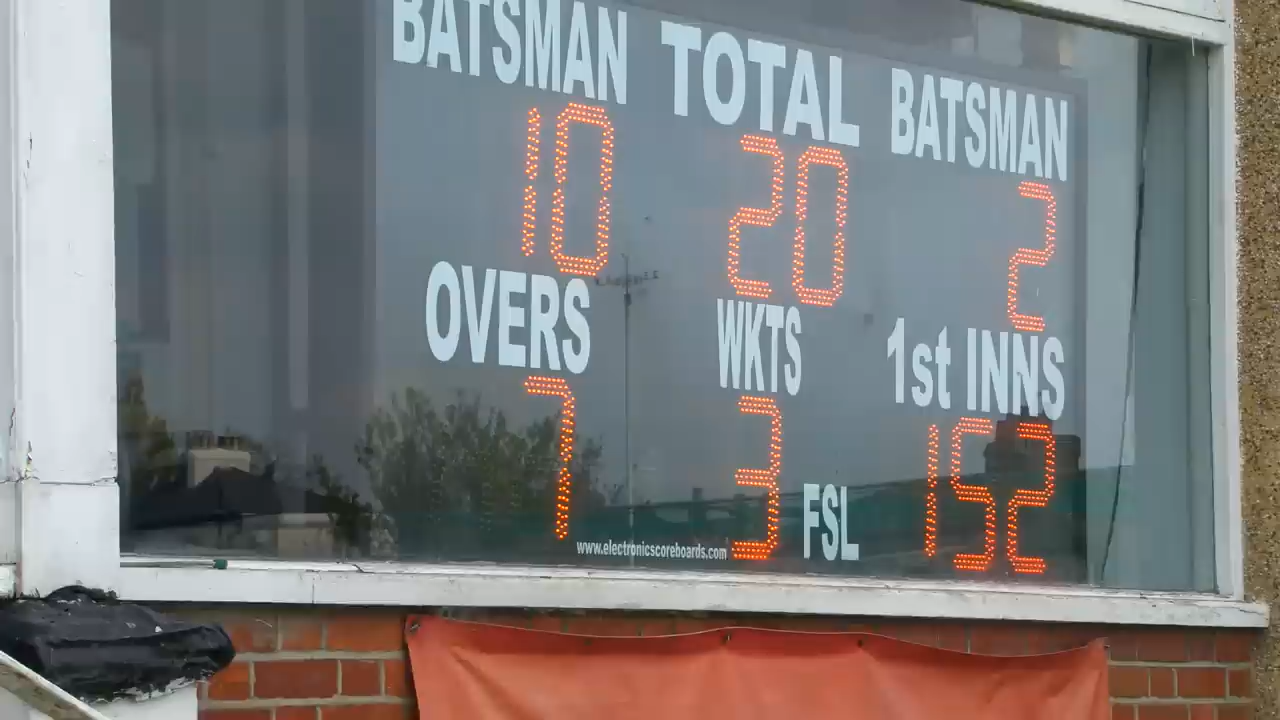 BATSMAN TOTAL BATSMAN
10 20 2
OVERS WKTS 1st INNS
7 3 152
FSL
www.electronicscoreboards.com